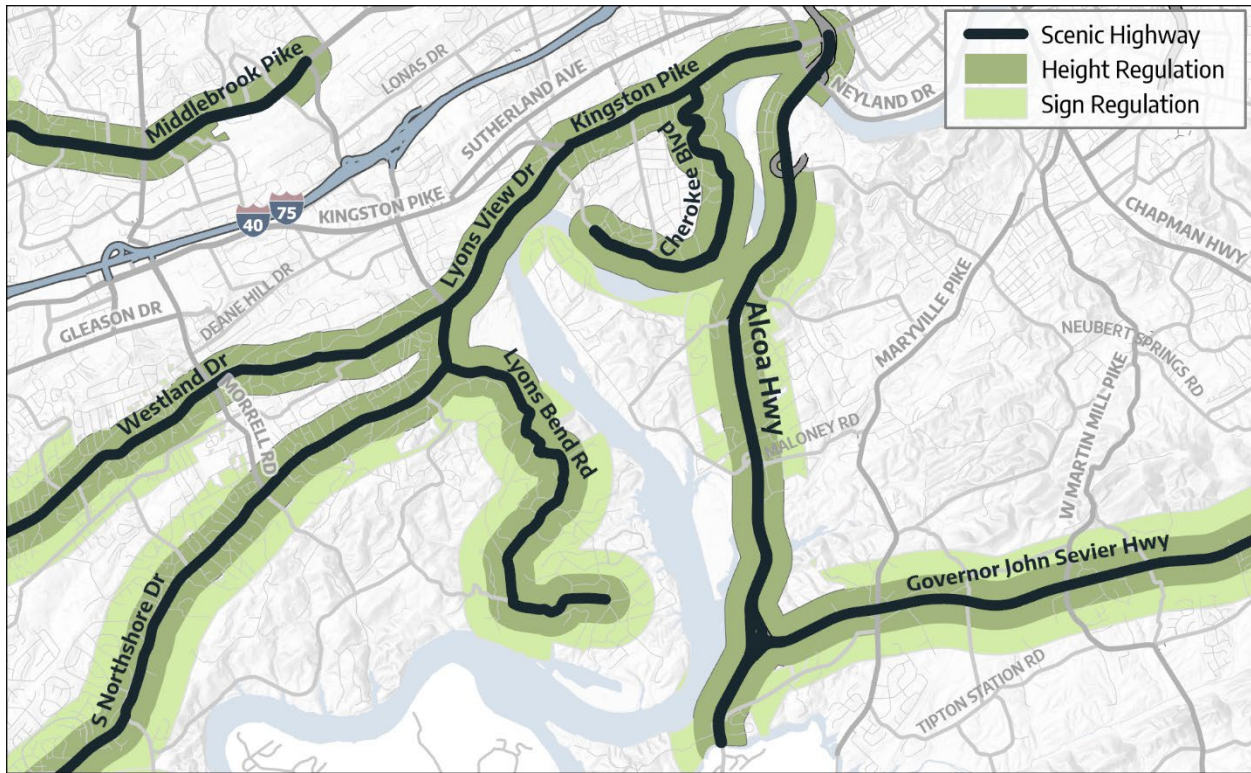 Scenic Highway
Height Regulation
Sign Regulation
Middlebrook Pike
LONAS DR
SUTHERLAND AVE
Kingston Pike
NEYLAND DR
40
75
KINGSTON PIKE
Lyons View Dr
Cherokee Blvd
CHAPMAN HWY
GLEASON DR
DEANE HILL DR
MARYVILLE PIKE
NEUBERT SPRINGS RD
Alcoa Hwy
Westland Dr
MORRELL RD
Lyons Bend Rd
MALONEY RD
W MARTIN MILL PIKE
Governor John Sevier Hwy
S Northshore Dr
TIPTON STATION RD